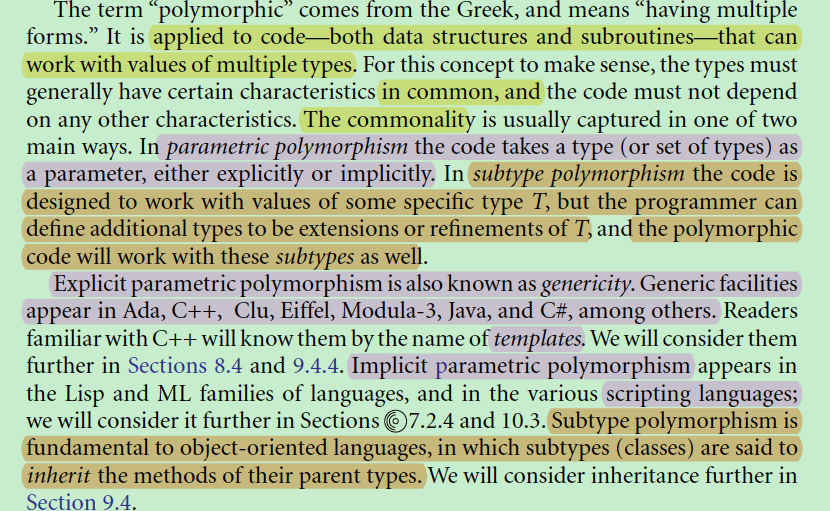 The term “polymorphic” comes from the Greek, and means “having multiple
forms.” It is applied to code—both data structures and subroutines—that can
work with values of multiple types. For this concept to make sense, the types must
generally have certain characteristics in common, and the code must not depend
on any other characteristics. The commonality is usually captured in one of two
main ways. In parametric polymorphism the code takes a type (or set of types) as
a parameter, either explicitly or implicitly. In subtype polymorphism the code is
designed to work with values of some specific type T, but the programmer can
define additional types to be extensions or refinements of T, and the polymorphic
code will work with these subtypes as well.
Explicit parametric polymorphism is also known as genericity. Generic facilities
appear in Ada, C++, Clu, Eiffel, Modula-3, Java, and C#, among others. Readers
familiar with C++ will know them by the name of templates. We will consider them
further in Sections 8.4 and 9.4.4. Implicit parametric polymorphism appears in
the Lisp and ML families of languages, and in the various scripting languages;
we will consider it further in Sections 7.2.4 and 10.3. Subtype polymorphism is
fundamental to object-oriented languages, in which subtypes (classes) are said to
inherit the methods of their parent types. We will consider inheritance further in
Section 9.4.